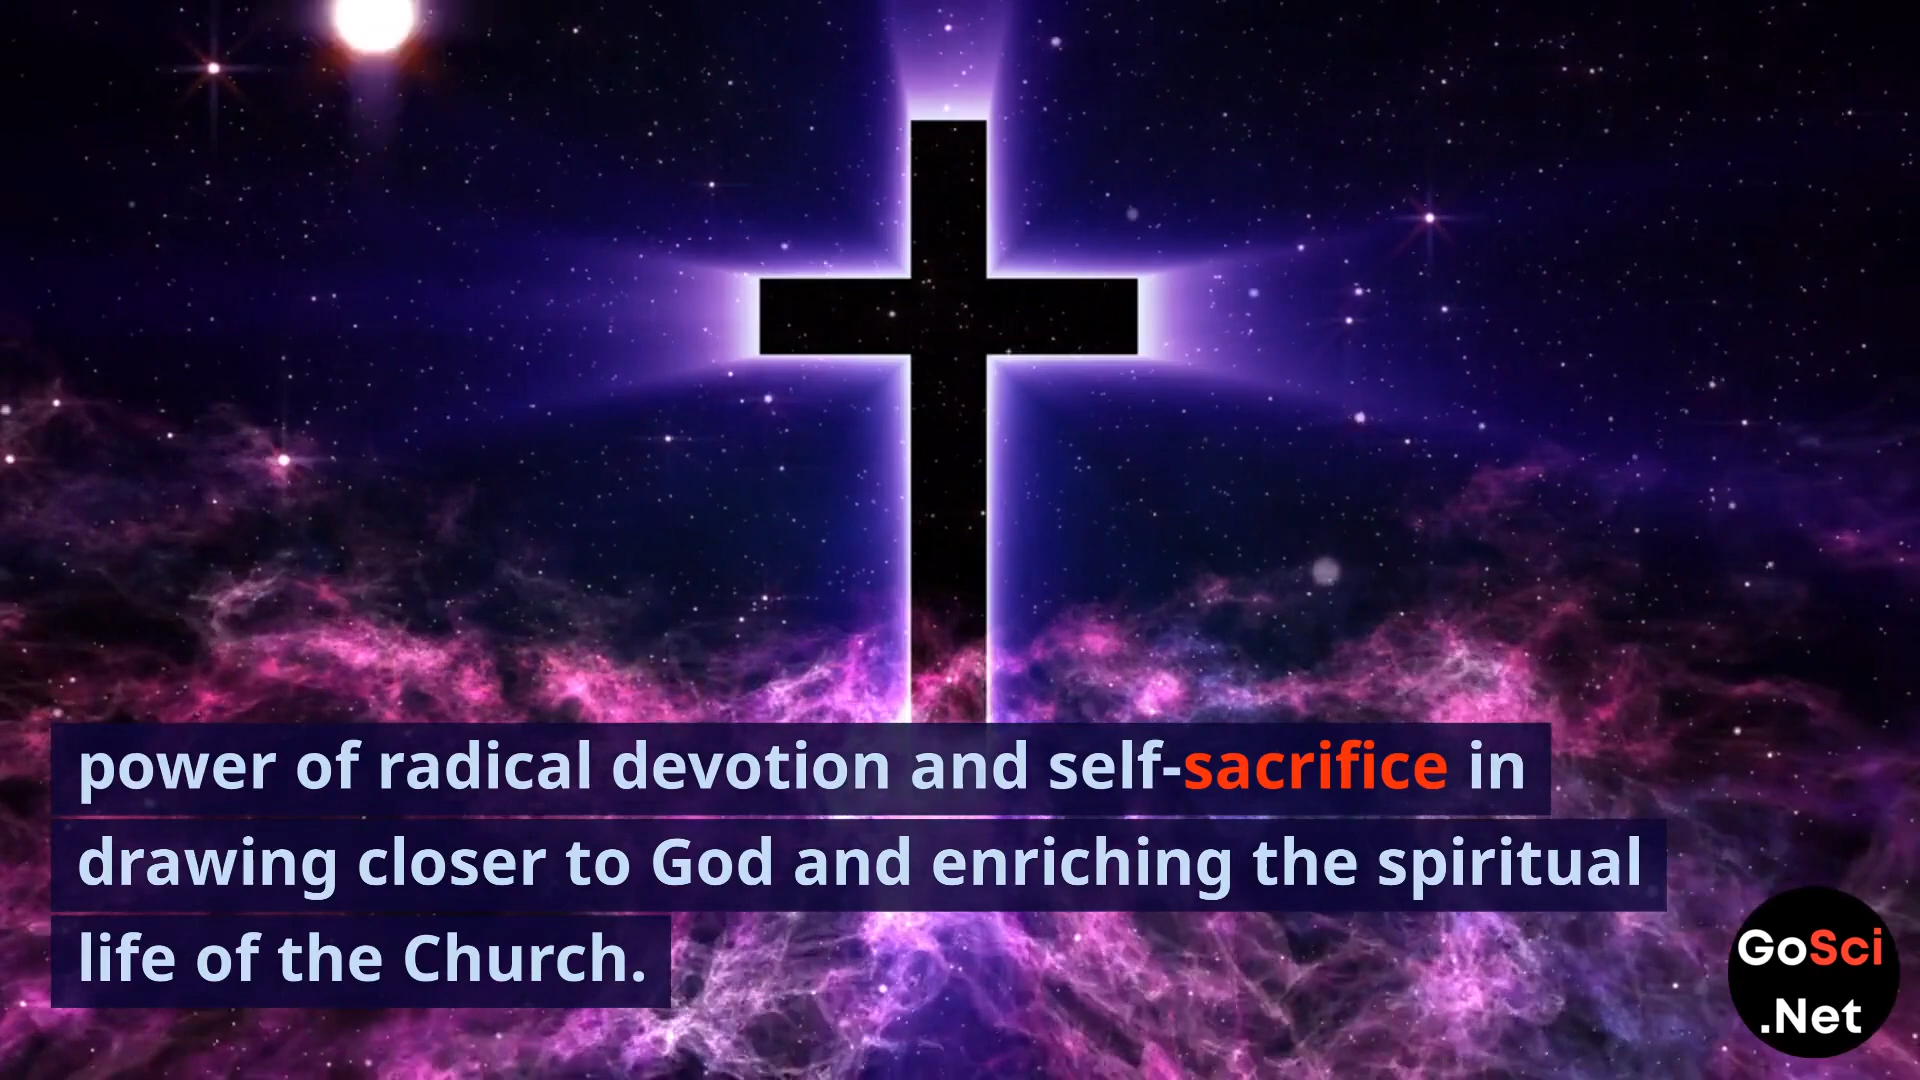 power of radical devotion and self-sacrifice in
drawing closer to God and enriching the spiritual
life of the Church.
GoSci
.Net